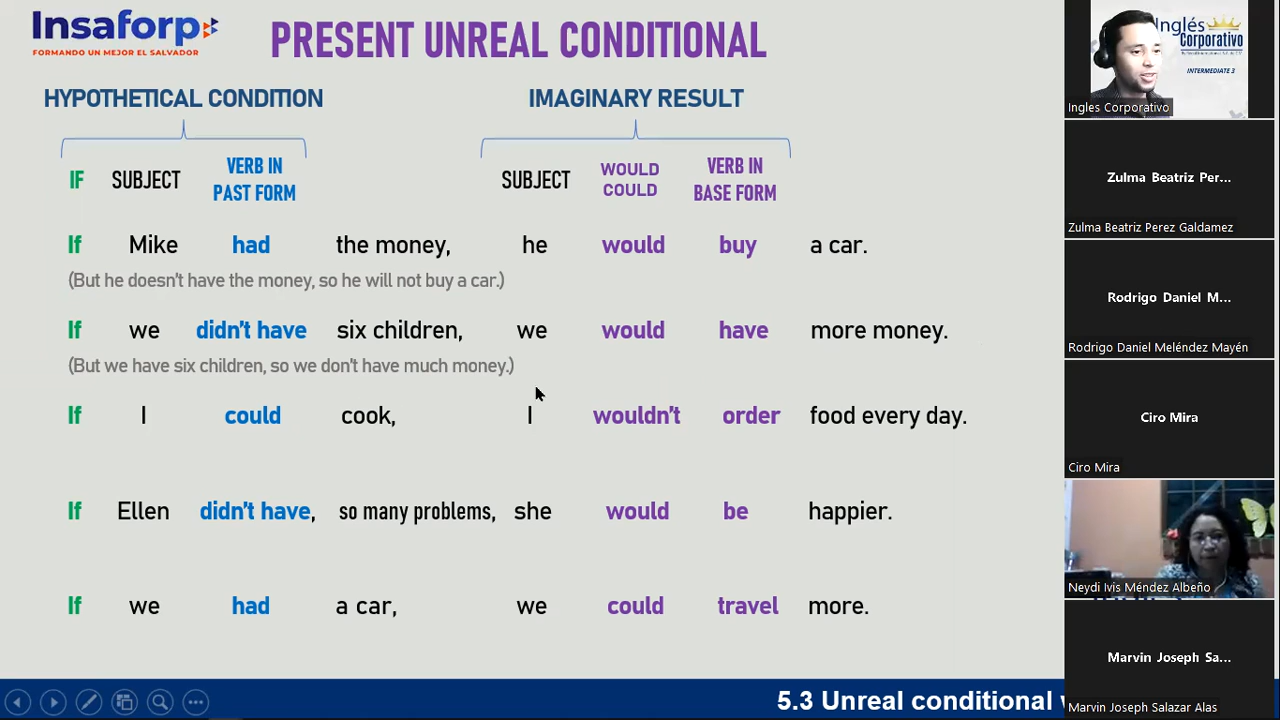 Insaforp
FORMANDO UN MEJOR EL SALVADOR
PRESENT UNREAL CONDITIONAL
HYPOTHETICAL CONDITION IMAGINARY RESULT
IF SUBJECT VERB IN PAST FORM SUBJECT WOULD COULD VERB IN BASE FORM
If Mike had the money, he would buy a car.
(But he doesn't have the money, so he will not buy a car.)
If we didn't have six children, we would have more money.
(But we have six children, so we don't have much money.)
If I could cook, I wouldn't order food every day.
If Ellen didn't have, so many problems, she would be happier.
If we had a car, we could travel more.
5.3 Unreal conditional
Inglés
Corporativo
INTERMEDIATE 3
Ingles Corporativo
Zulma Beatriz Per...
Zulma Beatriz Perez Galdamez
Rodrigo Daniel M...
Rodrigo Daniel Meléndez Mayén
Ciro Mira
Ciro Mira
Neydi Ivis Méndez Albeño
Marvin Joseph Sa...
Marvin Joseph Salazar Alas